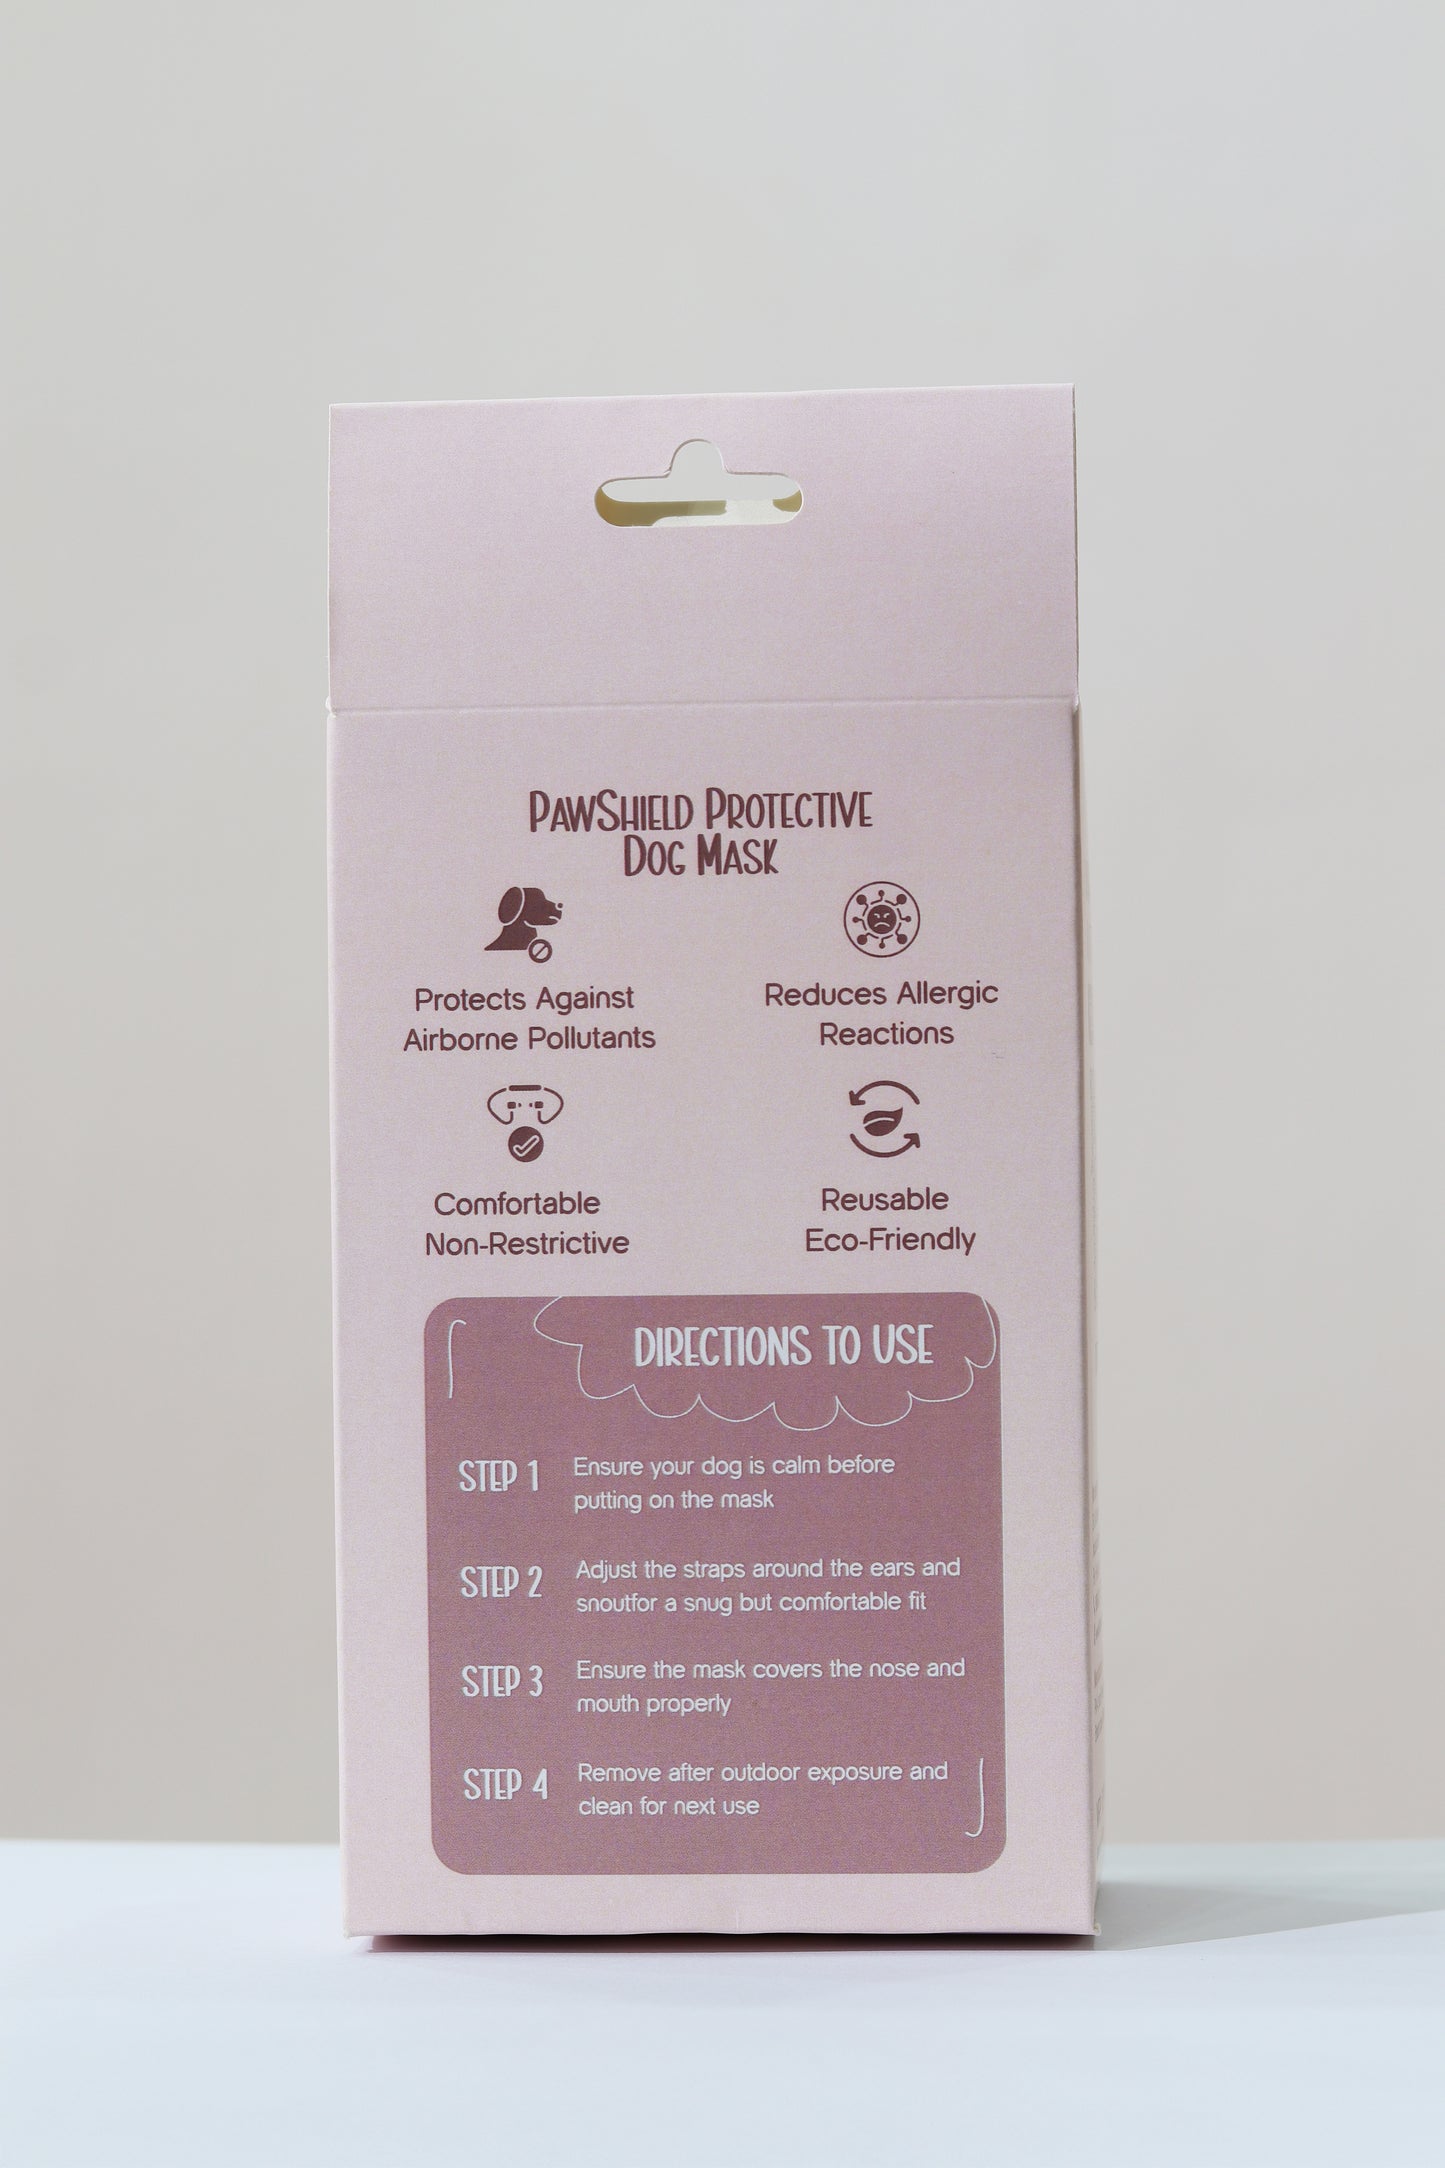 PawShield Protective
Dog Mask
Protects Against
Airborne Pollutants
Reduces Allergic
Reactions
Comfortable
Non-Restrictive
Reusable
Eco-Friendly
DIRECTIONS TO USE
STEP 1
Ensure your dog is calm before
putting on the mask
STEP 2
Adjust the straps around the ears and
snoutfor a snug but comfortable fit
STEP 3
Ensure the mask covers the nose and
mouth properly
STEP 4
Remove after outdoor exposure and
clean for next use